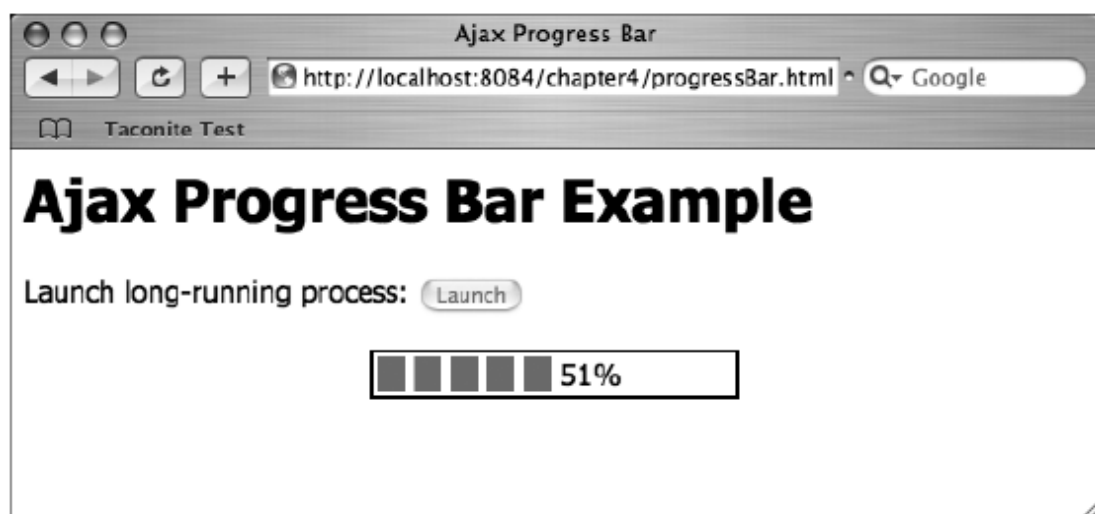 Ajax Progress Bar
http://localhost:8084/chapter4/progressBar.html
Google
Taconite Test
Ajax Progress Bar Example
Launch long-running process: Launch
51%